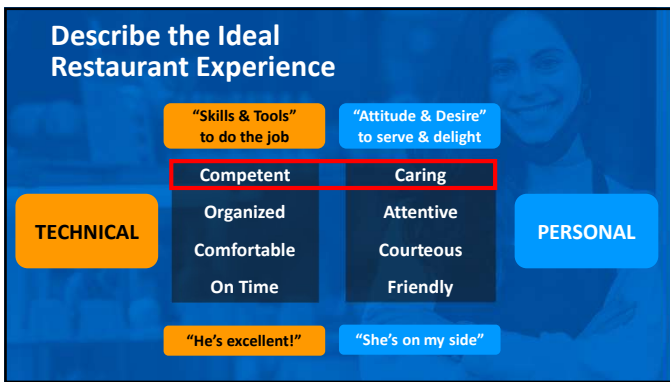 Describe the Ideal
Restaurant Experience
“Skills & Tools”
to do the job
“Attitude & Desire”
to serve & delight
Competent
Caring
TECHNICAL
Organized
Attentive
PERSONAL
Comfortable
Courteous
On Time
Friendly
“He’s excellent!”
“She’s on my side”